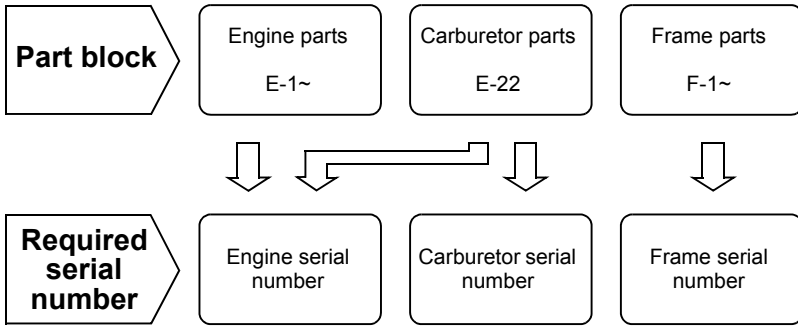 Part block
Engine parts
E-1~
Carburetor parts
E-22
Frame parts
F-1~
Required
serial
number
Engine serial
number
Carburetor serial
number
Frame serial
number